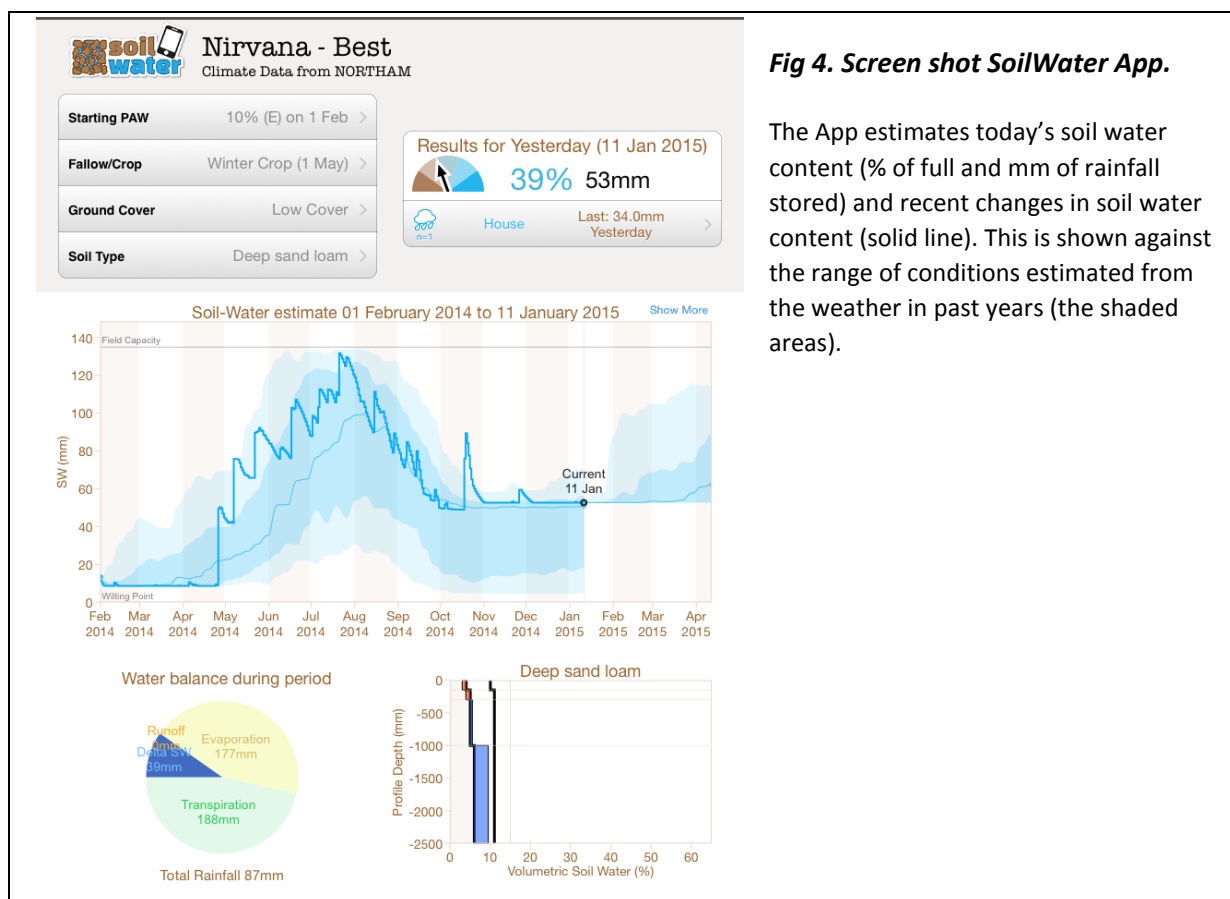 soil
water
Nirvana - Best
Climate Data from NORTHAM
Starting PAW 10% (E) on 1 Feb >
Fallow/Crop Winter Crop (1 May) >
Ground Cover Low Cover >
Soil Type Deep sand loam >
Results for Yesterday (11 Jan 2015)
39% 53mm
n=1
House
Last: 34.0mm
Yesterday
>
Fig 4. Screen shot SoilWater App.
The App estimates today’s soil water
content (% of full and mm of rainfall
stored) and recent changes in soil water
content (solid line). This is shown against
the range of conditions estimated from
the weather in past years (the shaded
areas).
Soil-Water estimate 01 February 2014 to 11 January 2015 Show More
SW (mm)
140
120
100
80
60
40
20
0
Field Capacity
Current
11 Jan
Wilting Point
Feb Mar Apr May Jun Jul Aug Sep Oct Nov Dec Jan Feb Mar Apr
2014 2014 2014 2014 2014 2014 2014 2014 2014 2014 2014 2015 2015 2015 2015
Water balance during period
Runoff
0mm
Delta SW
39mm
Evaporation
177mm
Transpiration
188mm
Total Rainfall 87mm
Deep sand loam
Profile Depth (mm)
0
-500
-1000
-1500
-2000
-2500
0 10 20 30 40 50 60
Volumetric Soil Water (%)